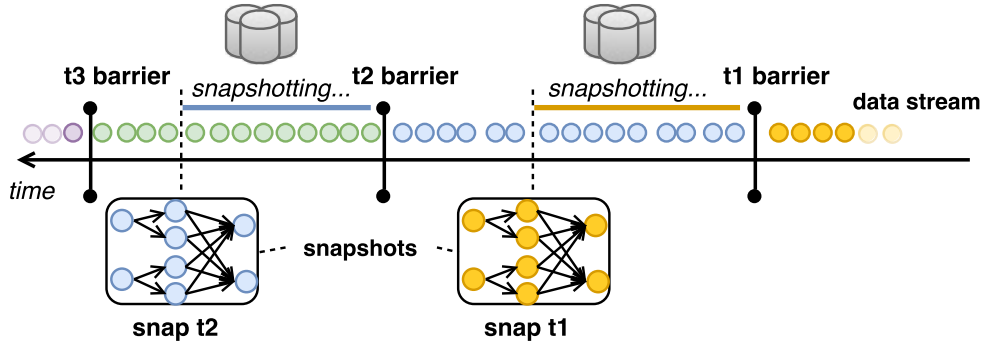 t3 barrier
t2 barrier
t1 barrier
snapshotting...
snapshotting...
data stream
time
snapshots
snap t2
snap t1